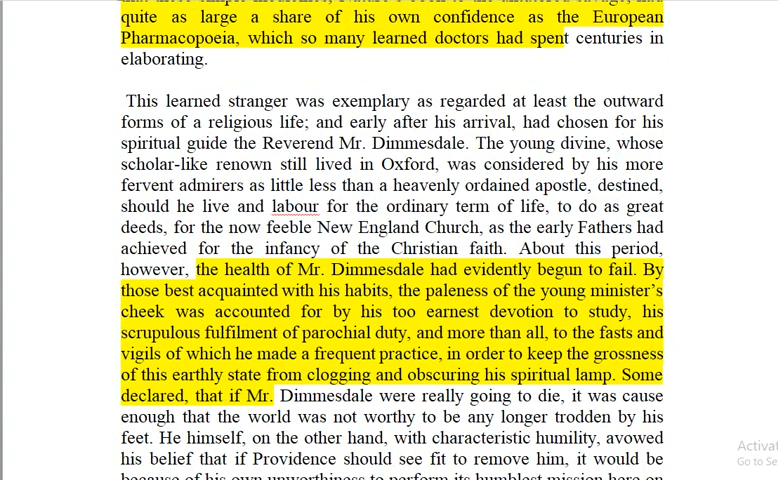 quite as large a share of his own confidence as the European
Pharmacopoeia, which so many learned doctors had spent centuries in
elaborating.
This learned stranger was exemplary as regarded at least the outward
forms of a religious life; and early after his arrival, had chosen for his
spiritual guide the Reverend Mr. Dimmesdale. The young divine, whose
scholar-like renown still lived in Oxford, was considered by his more
fervent admirers as little less than a heavenly ordained apostle, destined,
should he live and labour for the ordinary term of life, to do as great
deeds, for the now feeble New England Church, as the early Fathers had
achieved for the infancy of the Christian faith. About this period,
however, the health of Mr. Dimmesdale had evidently begun to fail. By
those best acquainted with his habits, the paleness of the young minister's
cheek was accounted for by his too earnest devotion to study, his
scrupulous fulfilment of parochial duty, and more than all, to the fasts and
vigils of which he made a frequent practice, in order to keep the grossness
of this earthly state from clogging and obscuring his spiritual lamp. Some
declared, that if Mr. Dimmesdale were really going to die, it was cause
enough that the world was not worthy to be any longer trodden by his
feet. He himself, on the other hand, with characteristic humility, avowed
his belief that if Providence should see fit to remove him, it would be
because of his own unworthiness to perform its humblest mission here on
Activat
Go to Se